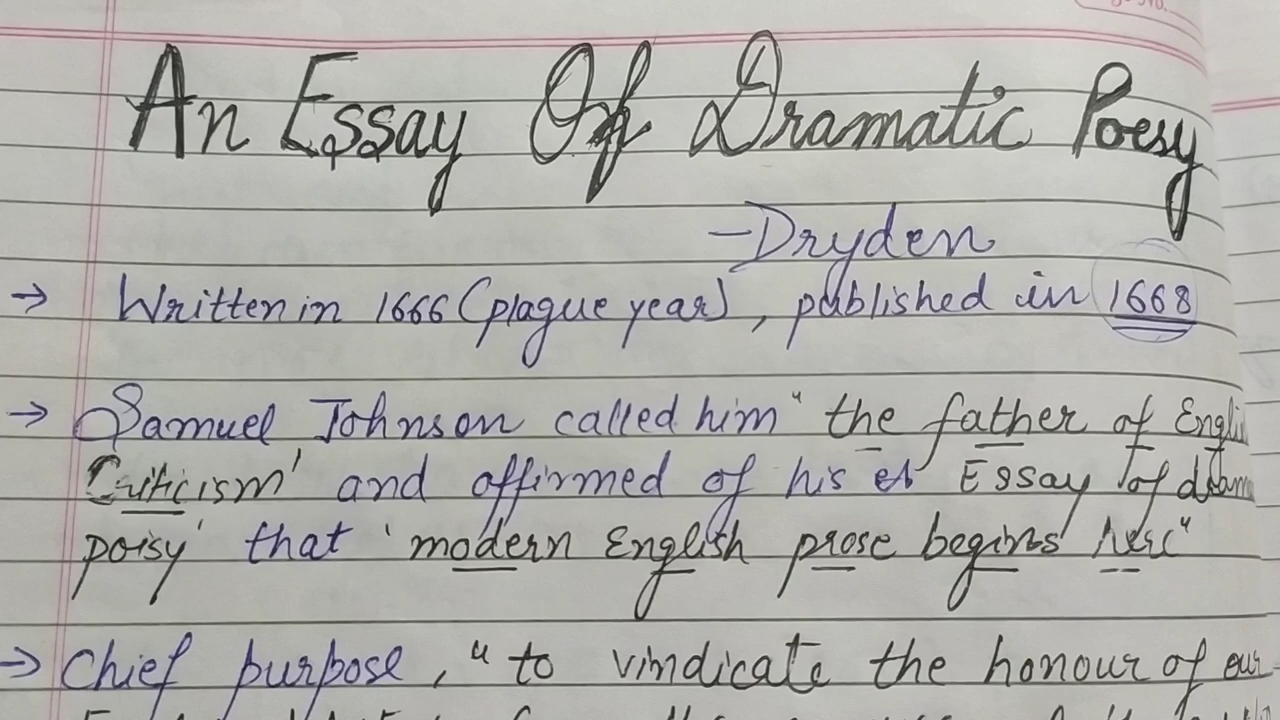 An Essay Of Dramatic Poesy
-Dryden
→ Written in 1666 (plague year), published in 1668
→ Samuel Johnson called him " the father of Engli
Criticism' and affirmed of his Essay of dram
poisy' that 'modern English prose begins here"
→ Chief purpose, " to vindicate the honour of our